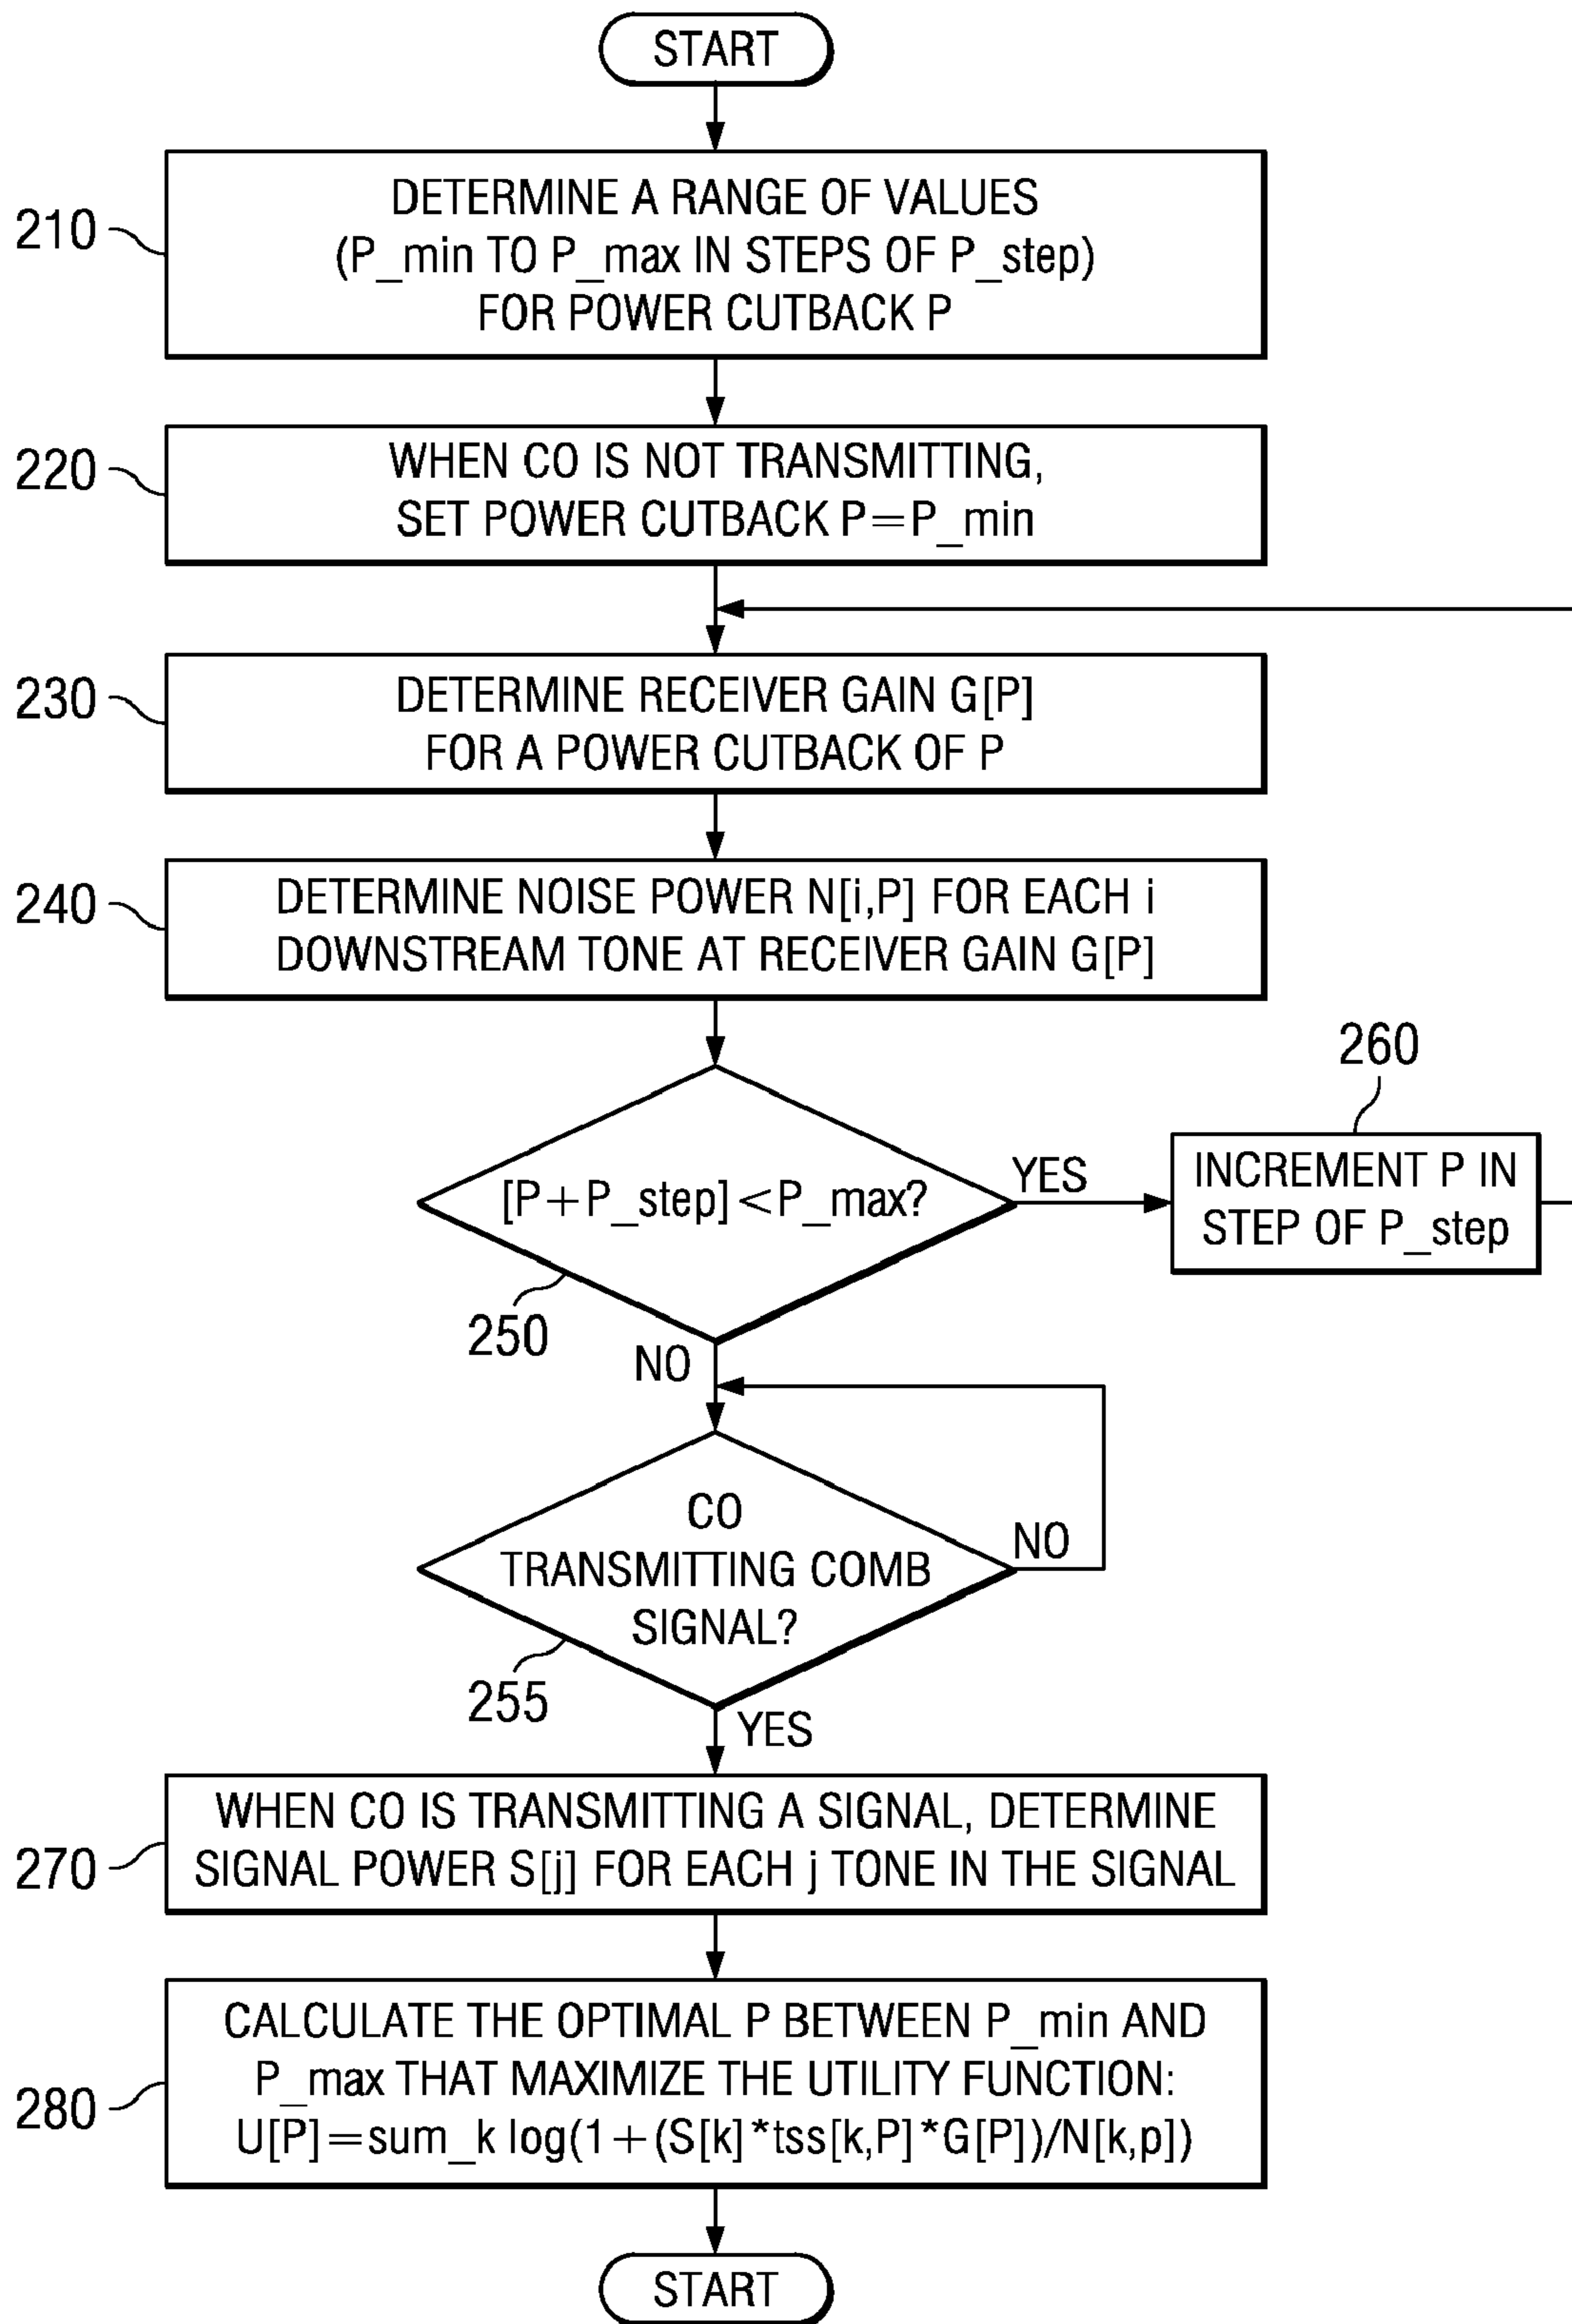 START
210
DETERMINE A RANGE OF VALUES
(P_min TO P_max IN STEPS OF P_step)
FOR POWER CUTBACK P
220
WHEN CO IS NOT TRANSMITTING,
SET POWER CUTBACK P=P_min
230
DETERMINE RECEIVER GAIN G[P]
FOR A POWER CUTBACK OF P
240
DETERMINE NOISE POWER N[i,P] FOR EACH i
DOWNSTREAM TONE AT RECEIVER GAIN G[P]
260
[P+P_step]<P_max?
YES
INCREMENT P IN
STEP OF P_step
250
NO
CO
TRANSMITTING COMB
SIGNAL?
NO
255
YES
270
WHEN CO IS TRANSMITTING A SIGNAL, DETERMINE
SIGNAL POWER S[j] FOR EACH j TONE IN THE SIGNAL
280
CALCULATE THE OPTIMAL P BETWEEN P_min AND
P_max THAT MAXIMIZE THE UTILITY FUNCTION:
U[P]=sum_k log(1+(S[k]*tss[k,P]*G[P])/N[k,p])
START